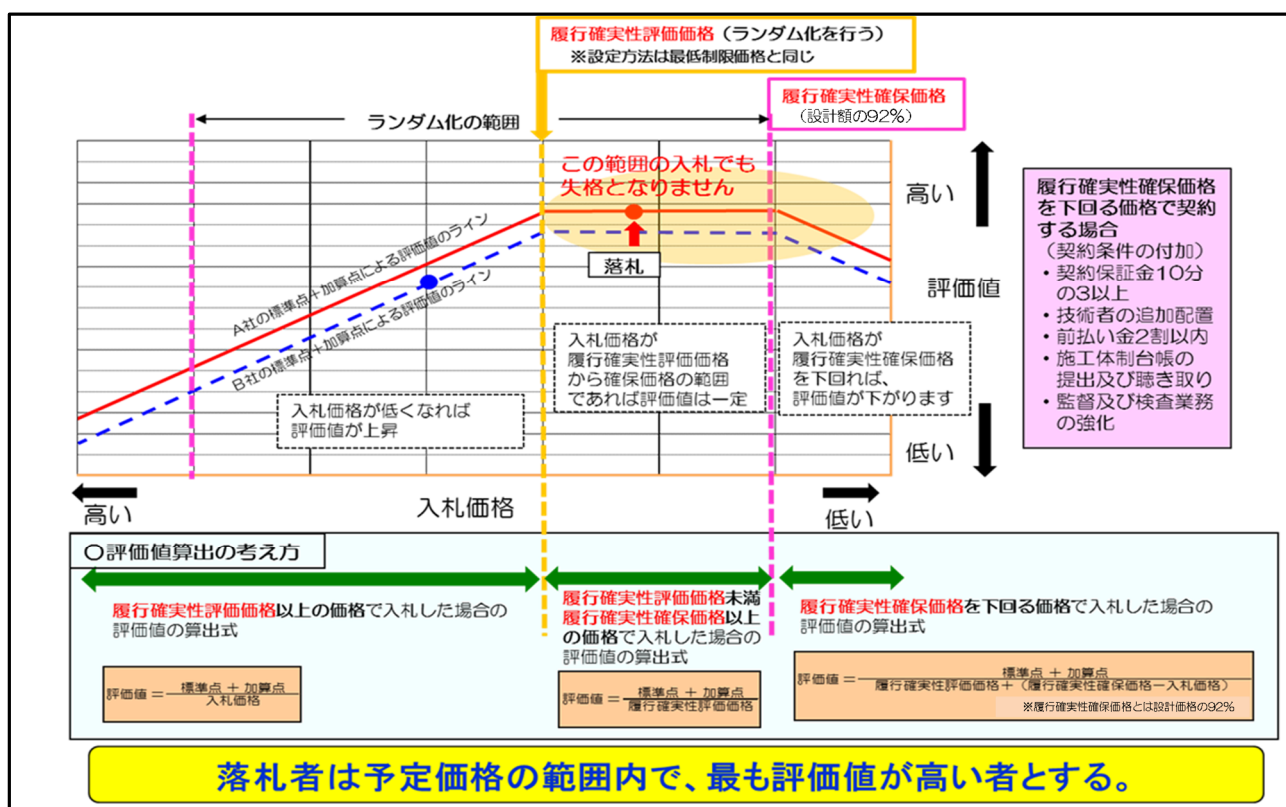 履行確実性評価価格（ランダム化を行う）
※設定方法は最低制限価格と同じ
履行確実性確保価格
（設計額の92％）
ランダム化の範囲
この範囲の入札でも
失格となりません
A社の標準点＋加算点による評価値のライン
B社の標準点＋加算点による評価値のライン
落札
入札価格が低くなれば
評価値が上昇
入札価格が
履行確実性評価価格
から確保価格の範囲
であれば評価値は一定
入札価格が
履行確実性確保価格
を下回れば、
評価値が下がります
高い
評価値
低い
履行確実性確保価格
を下回る価格で契約
する場合
（契約条件の付加）
・契約保証金10分
の3以上
・技術者の追加配置
・前払い金2割以内
・施工体制台帳の
提出及び聴き取り
・監督及び検査業務
の強化
高い
入札価格
低い
〇評価値算出の考え方
履行確実性評価価格以上の価格で入札した場合の
評価値の算出式
評価値＝
標準点 ＋ 加算点
入札価格
履行確実性評価価格未満
履行確実性確保価格以上
の価格で入札した場合の
評価値の算出式
評価値＝
標準点 ＋ 加算点
履行確実性評価価格
履行確実性確保価格を下回る価格で入札した場合の
評価値の算出式
評価値＝
標準点 ＋ 加算点
履行確実性評価価格＋（履行確実性確保価格ー入札価格）
※履行確実性確保価格とは設計価格の92％
落札者は予定価格の範囲内で、最も評価値が高い者とする。